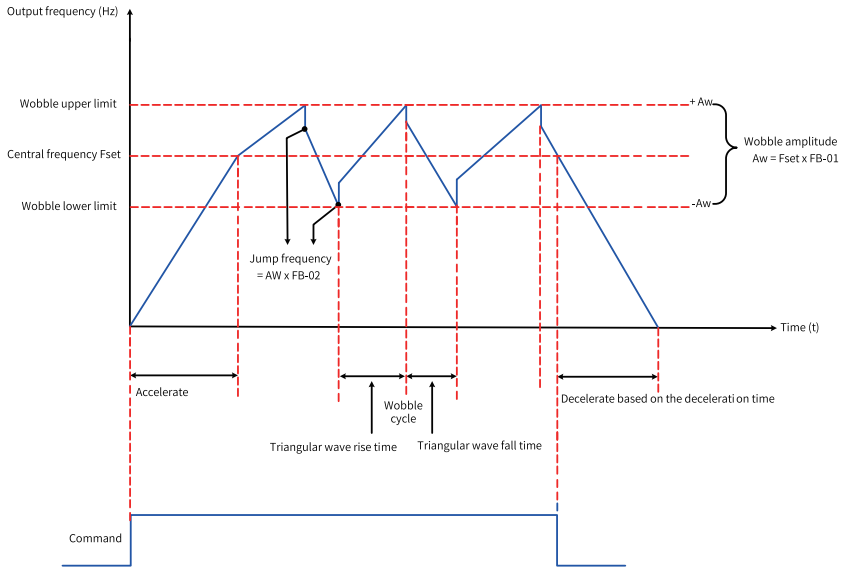 Output frequency (Hz)
Wobble upper limit
+ Aw
Wobble amplitude
Central frequency Fset
Aw = Fset x FB-01
Wobble lower limit
-Aw
Jump frequency
= AW x FB-02
Time (t)
Accelerate
Wobble
cycle
Decelerate based on the deceleration time
Triangular wave rise time
Triangular wave fall time
Command